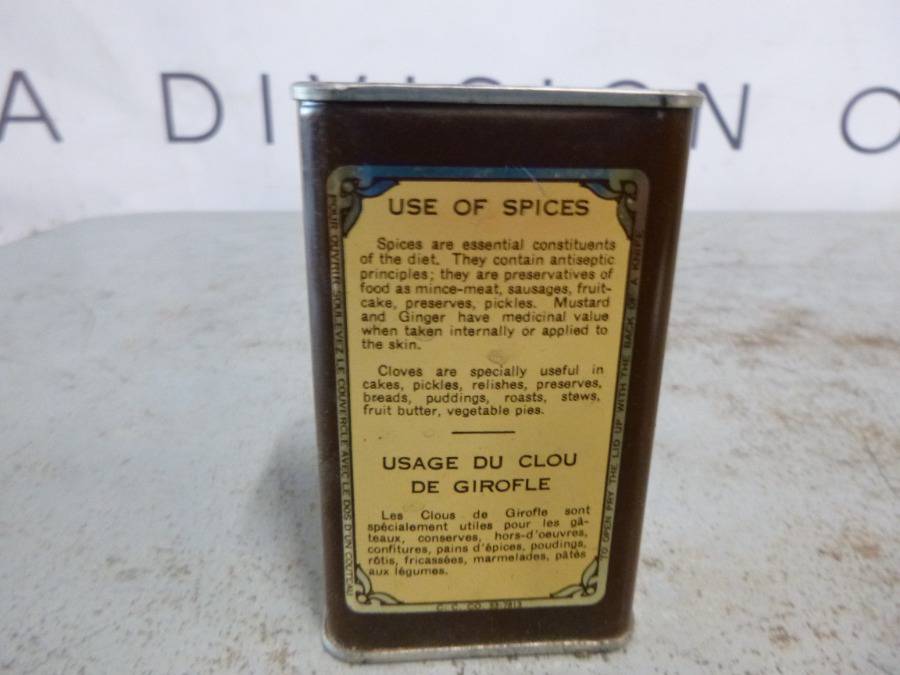 A DIVISION O
USE OF SPICES
Spices are essential constituents
of the diet. They contain antiseptic
principles; they are preservatives of
food as mince-meat, sausages, fruit-
cake, preserves, pickles. Mustard
and Ginger have medicinal value
when taken internally or applied to
the skin.
Cloves are specially useful in
cakes, pickles, relishes, preserves,
breads, puddings, roasts, stews,
fruit butter, vegetable pies.
USAGE DU CLOU
DE GIROFLE
Les Clous de Girofle sont
spécialement utiles pour les gâ-
teaux, conserves, hors-d'oeuvres,
confitures, pains d'épices, poudings,
rôtis, fricassées, marmelades, pâtés
aux légumes.
POUR OUVRIR SOULEVEZ LE COUVERCLE AVEC LE DOS D'UN COUTEAU
TO OPEN PRY THE LID UP WITH THE BACK OF A KNIFE
C. C. CO. 33-7813